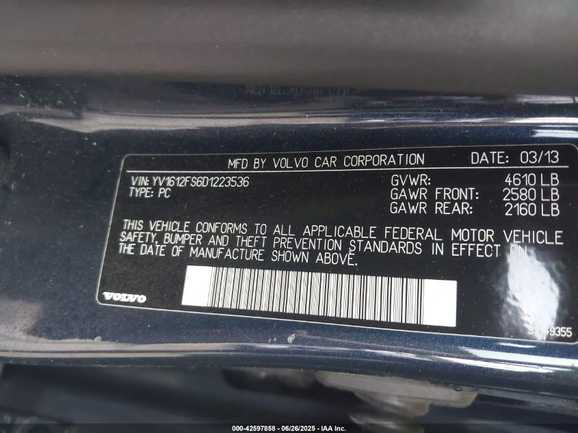 MFD BY VOLVO CAR CORPORATION DATE: 03/13
VIN: YV1612FS6D1223536 GVWR: 4610 LB
TYPE: PC GAWR FRONT: 2580 LB
GAWR REAR: 2160 LB
THIS VEHICLE CONFORMS TO ALL APPLICABLE FEDERAL MOTOR VEHICLE
SAFETY, BUMPER AND THEFT PREVENTION STANDARDS IN EFFECT ON
THE DATE OF MANUFACTURE SHOWN ABOVE.
VOLVO
000-42597858 - 06/26/2025 - IAA Inc.